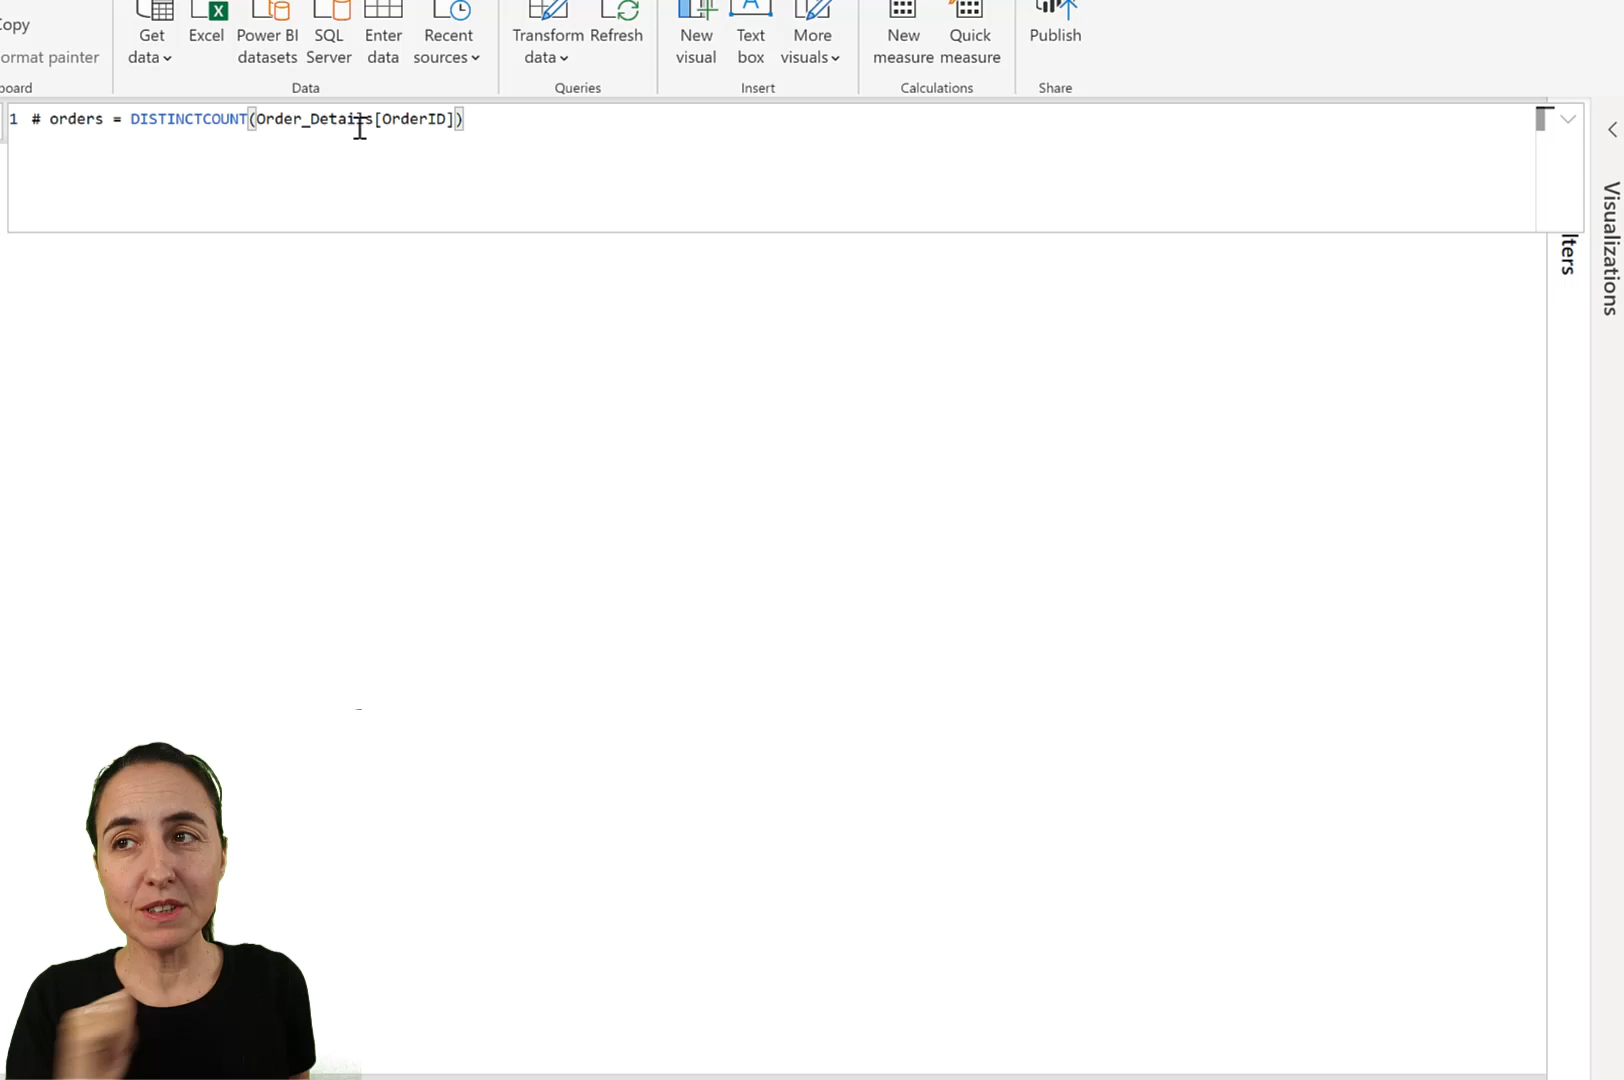 Copy
ormat painter
board
Get data
Excel
Power BI datasets
SQL Server
Enter data
Recent sources
Data
Transform data
Refresh
Queries
New visual
Text box
More visuals
Insert
New measure
Quick measure
Calculations
Publish
Share
1 # orders = DISTINCTCOUNT(Order_Details[OrderID])
lters
Visualizations